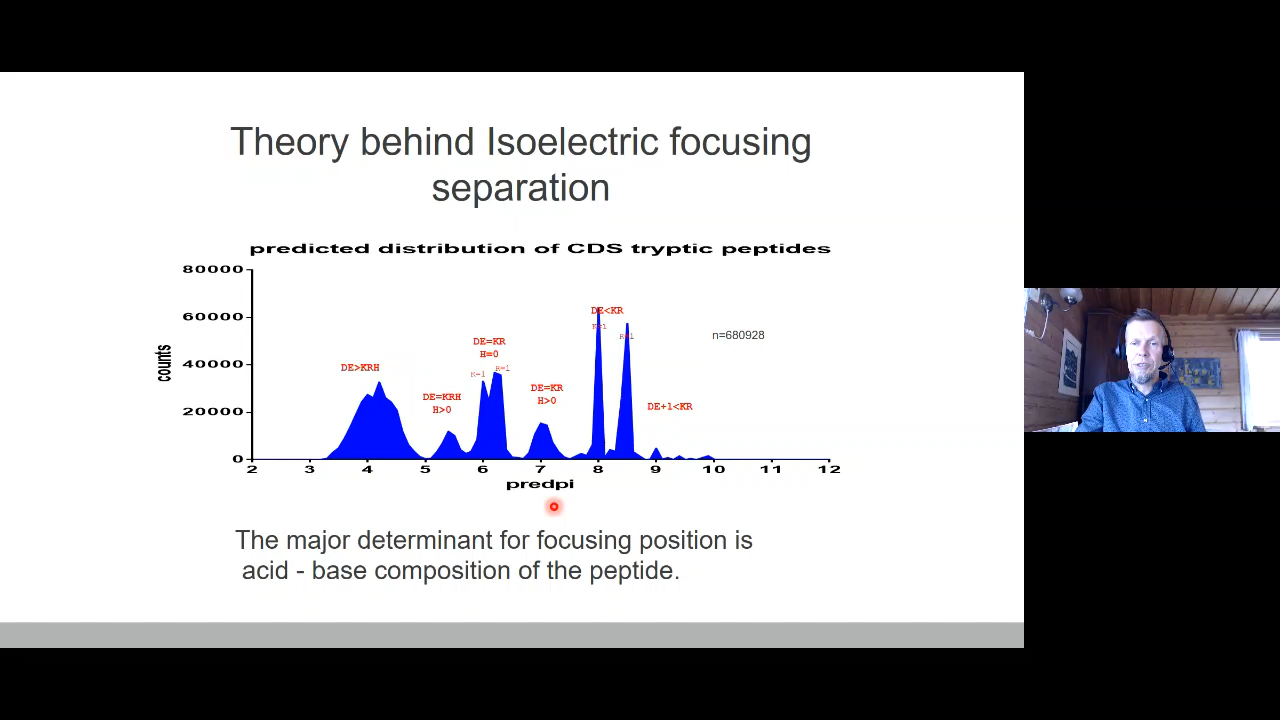 Theory behind Isoelectric focusing
separation
predicted distribution of CDS tryptic peptides
80000
60000
40000
20000
0
counts
DE>KRH
DE=KRH
H>0
DE=KR
H=0
K=1
R=1
DE=KR
H>0
DE<KR
K=1
R=1
DE+1<KR
n=680928
2 3 4 5 6 7 8 9 10 11 12
predpi
The major determinant for focusing position is
acid - base composition of the peptide.